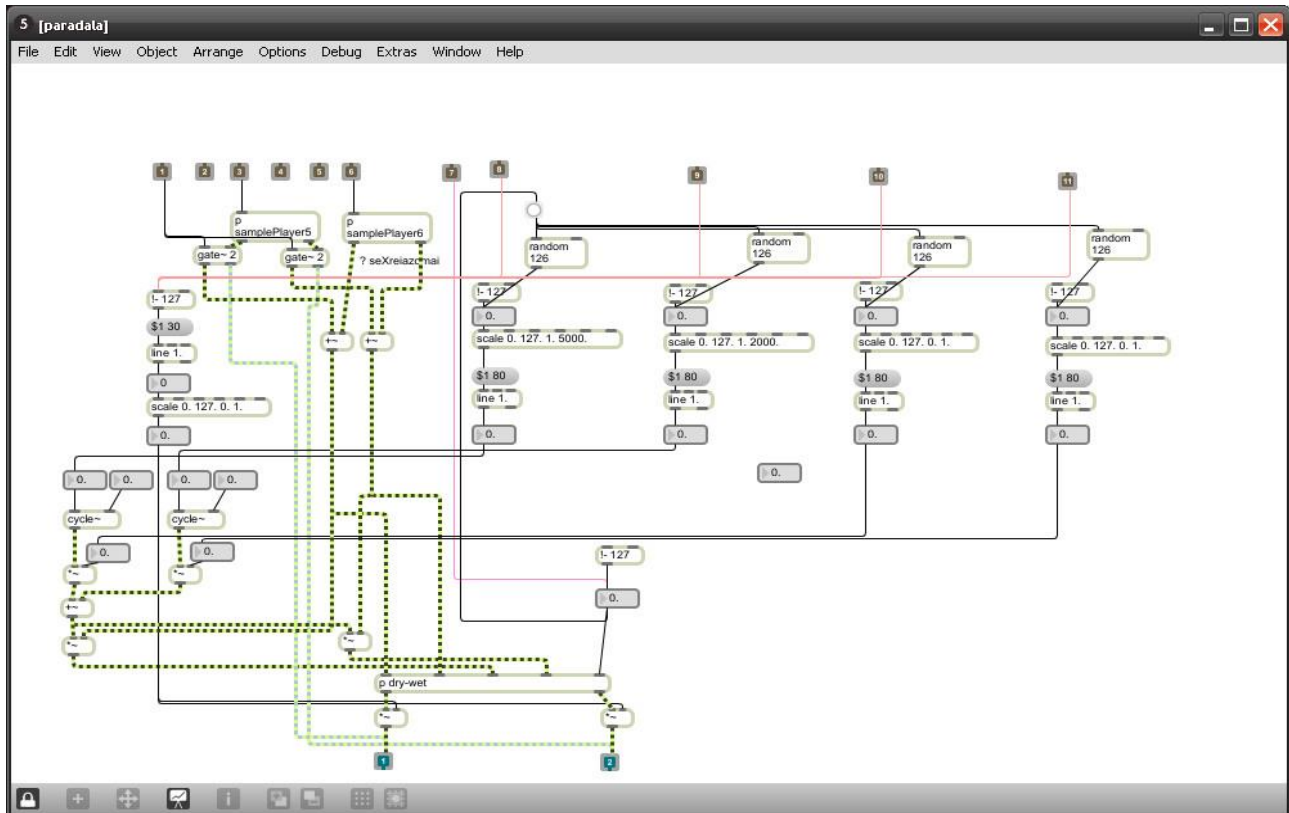 5 [paradala]
File Edit View Object Arrange Options Debug Extras Window Help
1 2 3 4 5 6 7 8 9 10 11
p
samplePlayer5
p
samplePlayer6
gate~ 2
gate~ 2
? seXreiazomai
random
126
random
126
random
126
random
126
!- 127
!- 127
!- 127
!- 127
!- 127
$1 30
line 1.
0
scale 0. 127. 0. 1.
0.
+~
+~
0.
0.
0.
0.
scale 0. 127. 1. 5000.
scale 0. 127. 1. 2000.
scale 0. 127. 0. 1.
scale 0. 127. 0. 1.
$1 80
$1 80
$1 80
$1 80
line 1.
line 1.
line 1.
line 1.
0.
0.
0.
0.
0.
0. 0. 0. 0.
cycle~
cycle~
0.
0.
*~
*~
+~
*~
*~
!- 127
0.
p dry-wet
*~
*~
1
2